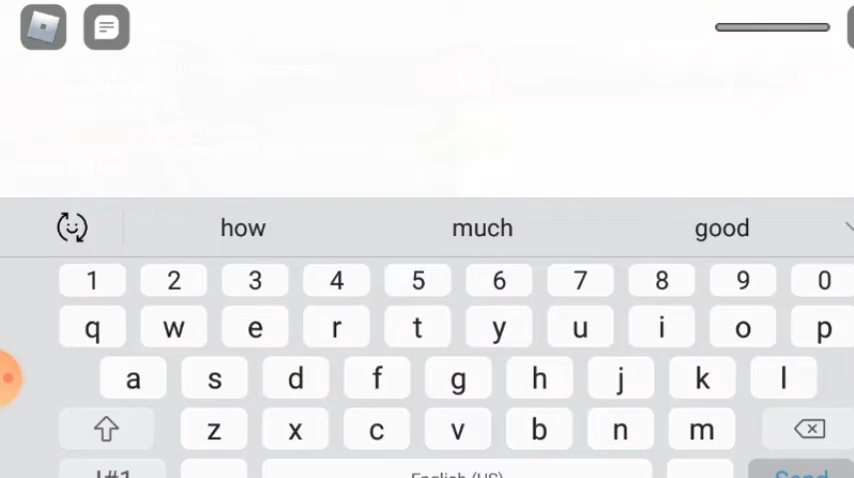 how much good
1 2 3 4 5 6 7 8 9 0
q w e r t y u i o p
a s d f g h j k l
z x c v b n m
!#1 English (US) Send